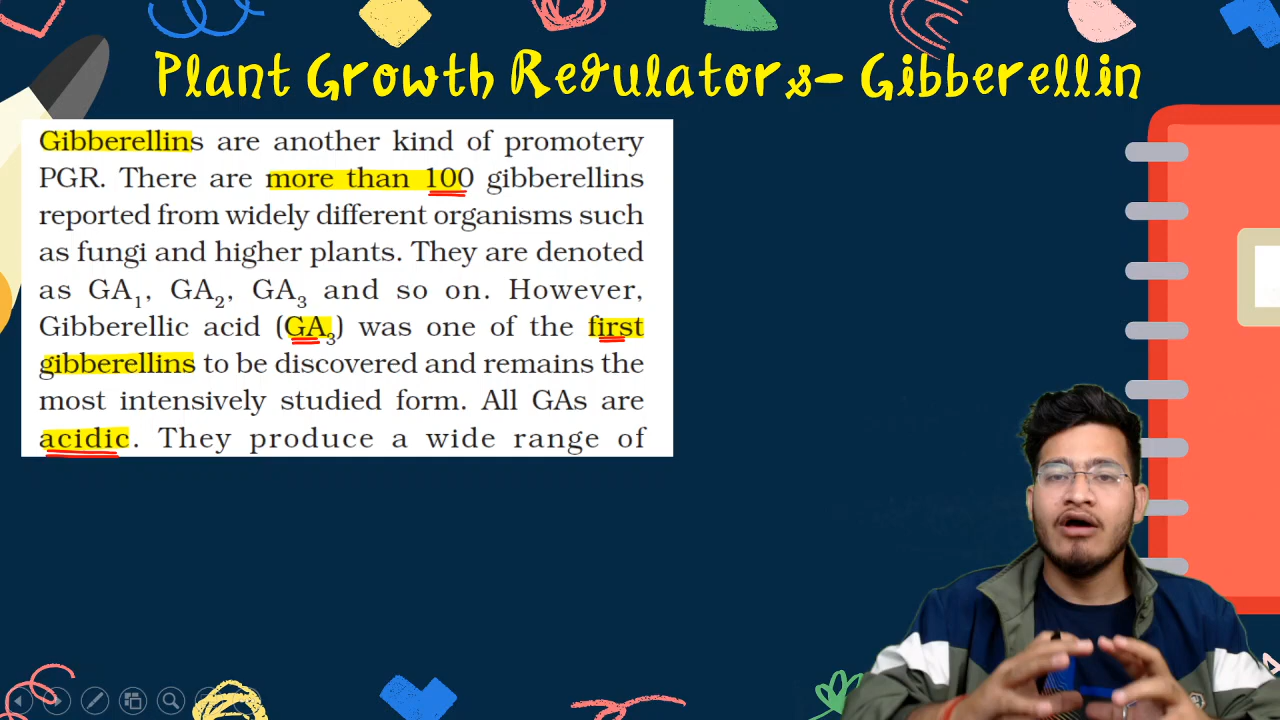 Plant Growth Regulators- Gibberellin
Gibberellins are another kind of promotery
PGR. There are more than 100 gibberellins
reported from widely different organisms such
as fungi and higher plants. They are denoted
as GA₁, GA₂, GA₃ and so on. However,
Gibberellic acid (GA₃) was one of the first
gibberellins to be discovered and remains the
most intensively studied form. All GAs are
acidic. They produce a wide range of